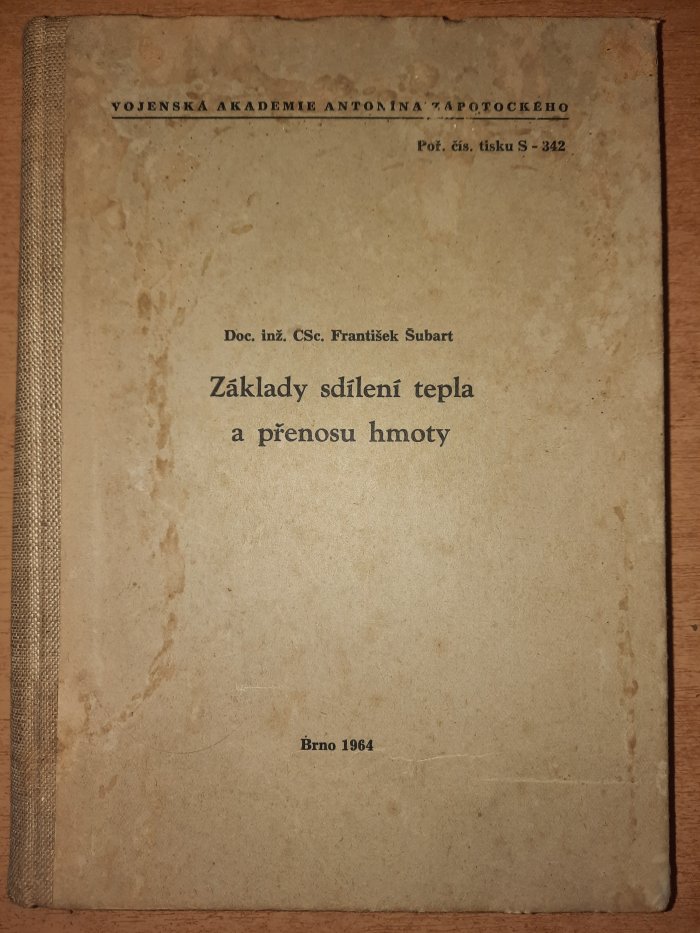 VOJENSKÁ AKADEMIE ANTONÍNA ZÁPOTOCKÉHO
Poř. čís. tisku S - 342
Doc. inž. CSc. František Šubart
Základy sdílení tepla
a přenosu hmoty
Brno 1964